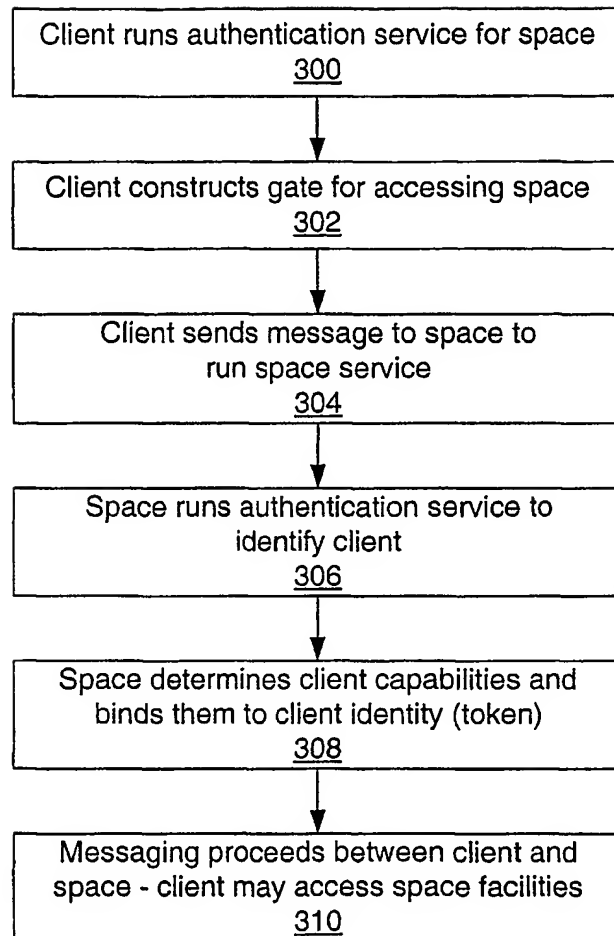 Client runs authentication service for space
300
Client constructs gate for accessing space
302
Client sends message to space to
run space service
304
Space runs authentication service to
identify client
306
Space determines client capabilities and
binds them to client identity (token)
308
Messaging proceeds between client and
space - client may access space facilities
310